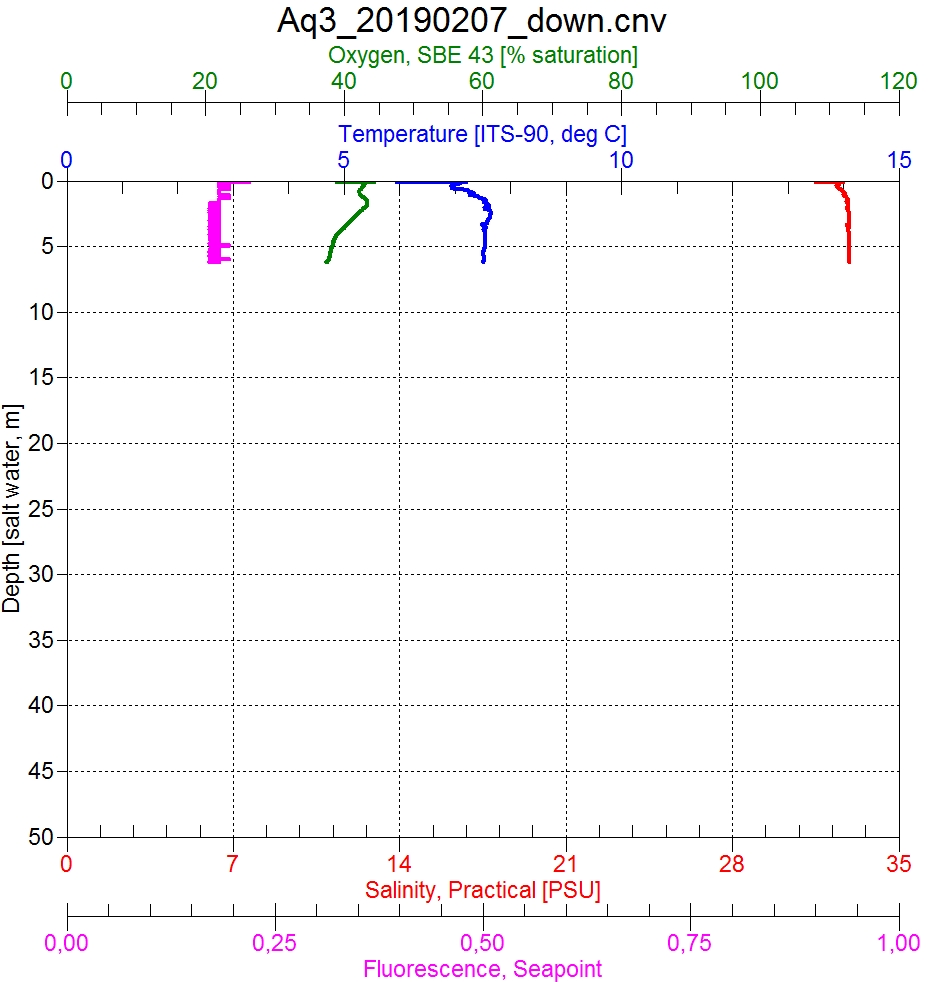 Aq3_20190207_down.cnv
Oxygen, SBE 43 [% saturation]
0 20 40 60 80 100 120
Temperature [ITS-90, deg C]
0 5 10 15
0
5
10
15
20
25
30
35
40
45
50
Depth [salt water, m]
0 7 14 21 28 35
Salinity, Practical [PSU]
0,00 0,25 0,50 0,75 1,00
Fluorescence, Seapoint